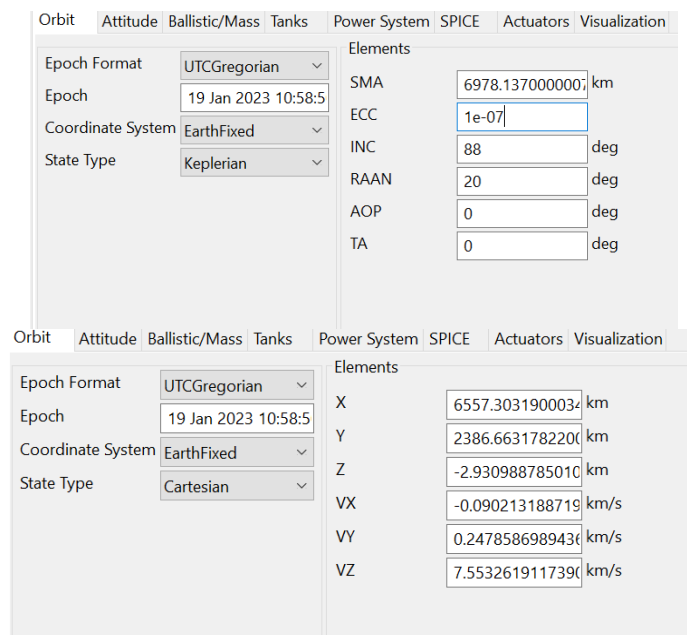 Orbit Attitude Ballistic/Mass Tanks Power System SPICE Actuators Visualization
Elements
Epoch Format UTCGregorian
SMA 6978.1370000007 km
Epoch 19 Jan 2023 10:58:5
ECC 1e-07
Coordinate System EarthFixed
INC 88 deg
State Type Keplerian
RAAN 20 deg
AOP 0 deg
TA 0 deg
Orbit Attitude Ballistic/Mass Tanks Power System SPICE Actuators Visualization
Elements
Epoch Format UTCGregorian
X 6557.3031900034 km
Epoch 19 Jan 2023 10:58:5
Y 2386.6631782200 km
Coordinate System EarthFixed
Z -2.930988785010 km
State Type Cartesian
VX -0.090213188719 km/s
VY 0.2478586989436 km/s
VZ 7.5532619117390 km/s